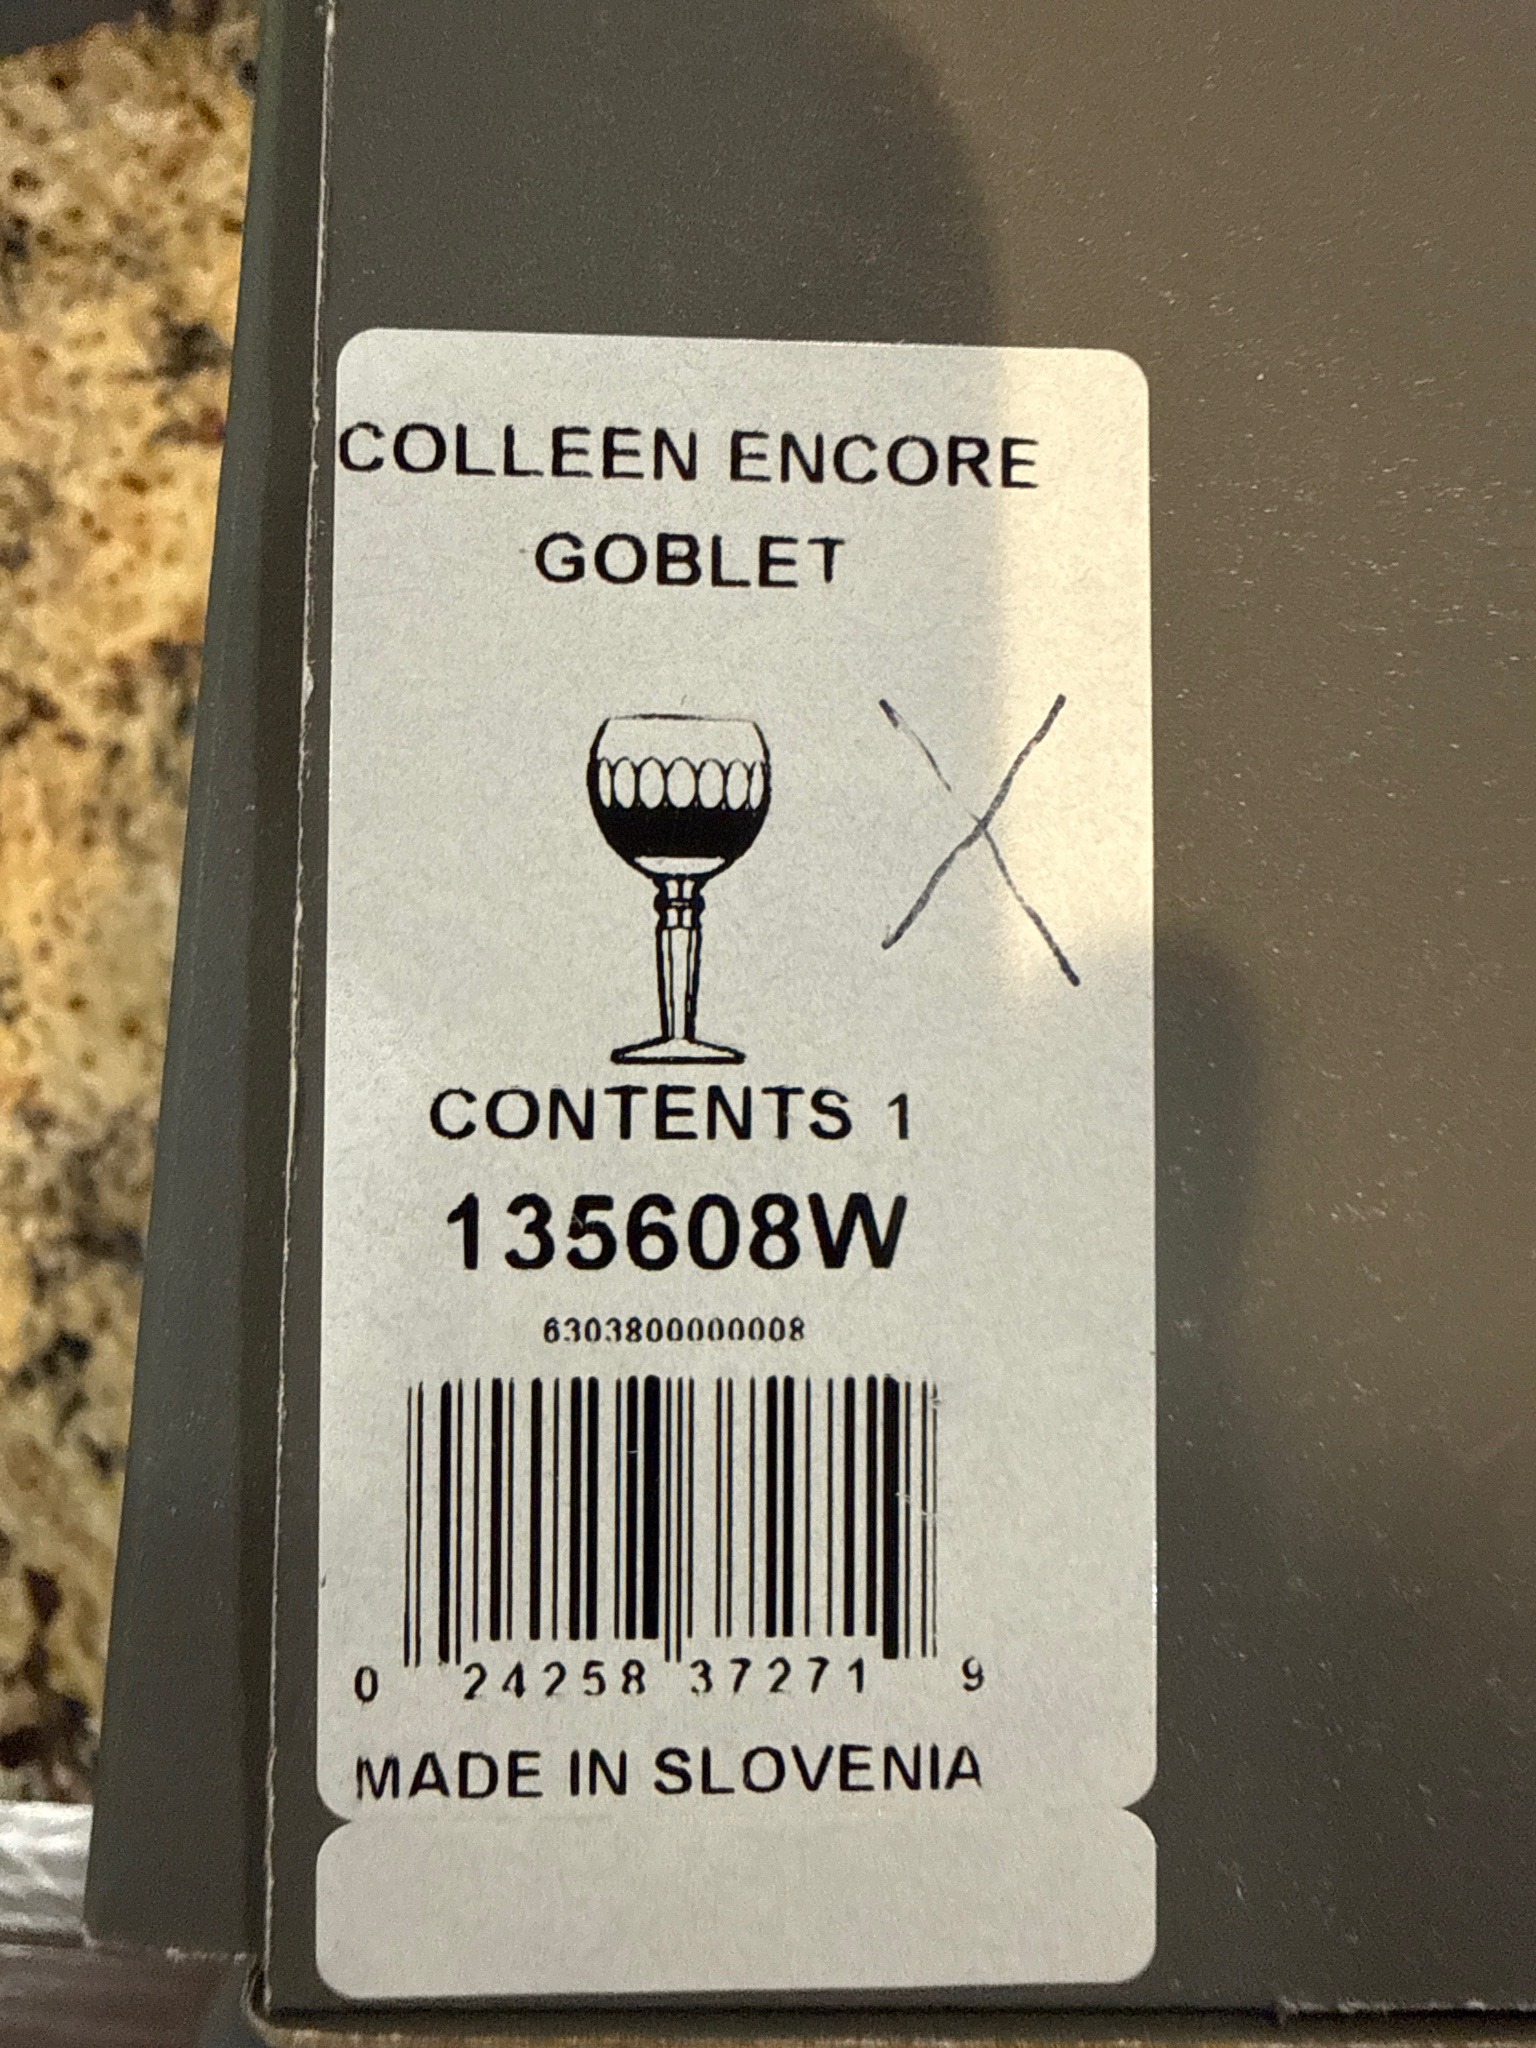 COLLEEN ENCORE
GOBLET
CONTENTS 1
135608W
6303800000008
0 24258 37271 9
MADE IN SLOVENIA